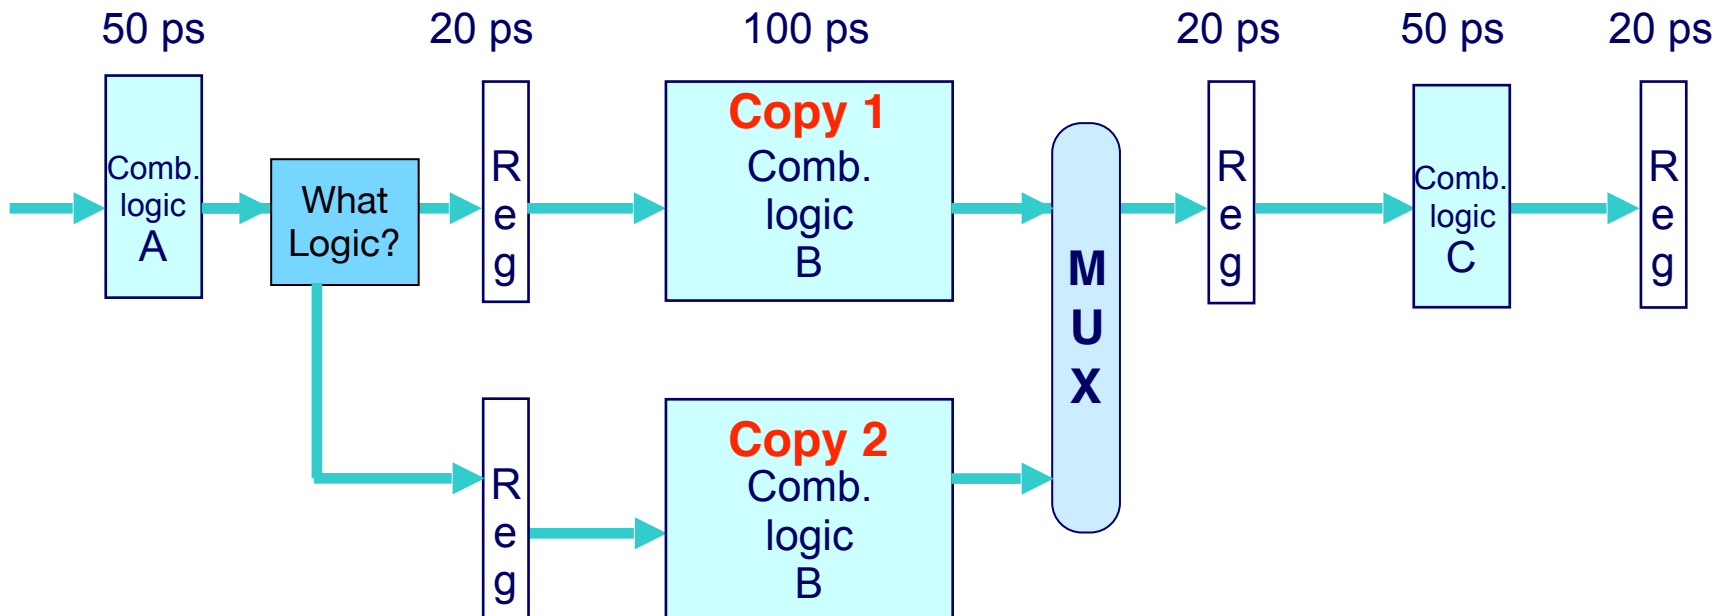 50 ps
20 ps
100 ps
20 ps
50 ps
20 ps
Comb.
logic
A
What
Logic?
R
e
g
Copy 1
Comb.
logic
B
M
U
X
R
e
g
Comb.
logic
C
R
e
g
R
e
g
Copy 2
Comb.
logic
B